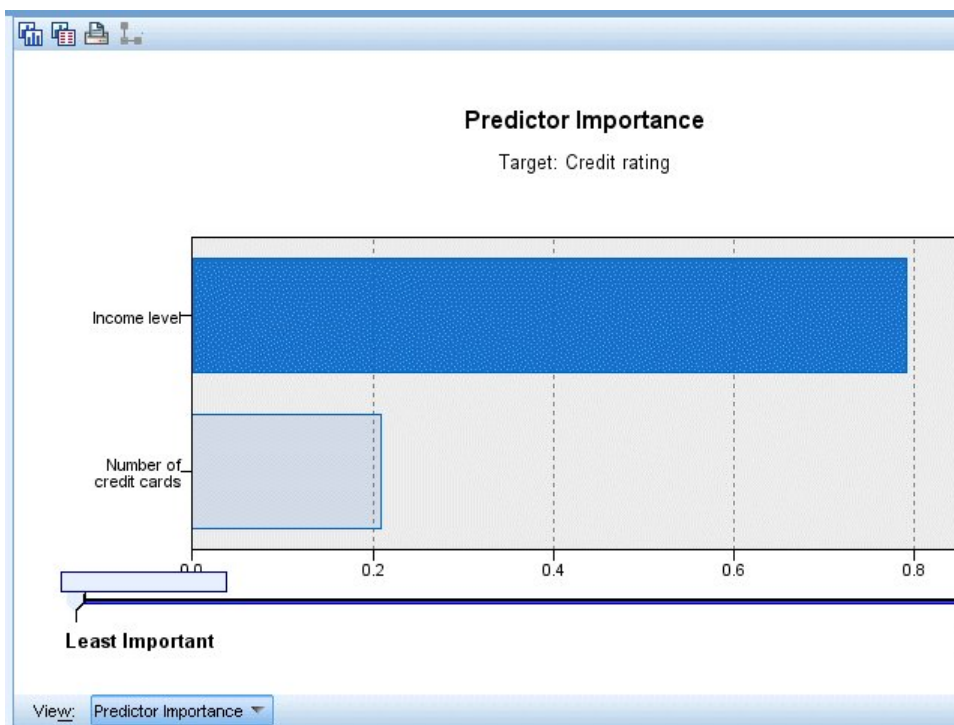 Predictor Importance
Target: Credit rating
Income level
Number of
credit cards
0.0 0.2 0.4 0.6 0.8
Least Important
View: Predictor Importance